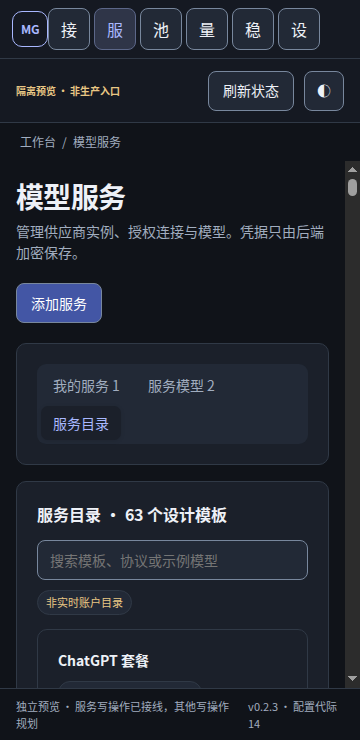 MG 接 服 池 量 稳 设
隔离预览 · 非生产入口 刷新状态
工作台 / 模型服务
模型服务
管理供应商实例、授权连接与模型。凭据只由后端
加密保存。
添加服务
我的服务 1 服务模型 2
服务目录
服务目录 · 63 个设计模板
搜索模板、协议或示例模型
非实时账户目录
ChatGPT 套餐
独立预览 · 服务写操作已接线，其他写操作
规划
v0.2.3 · 配置代际
14